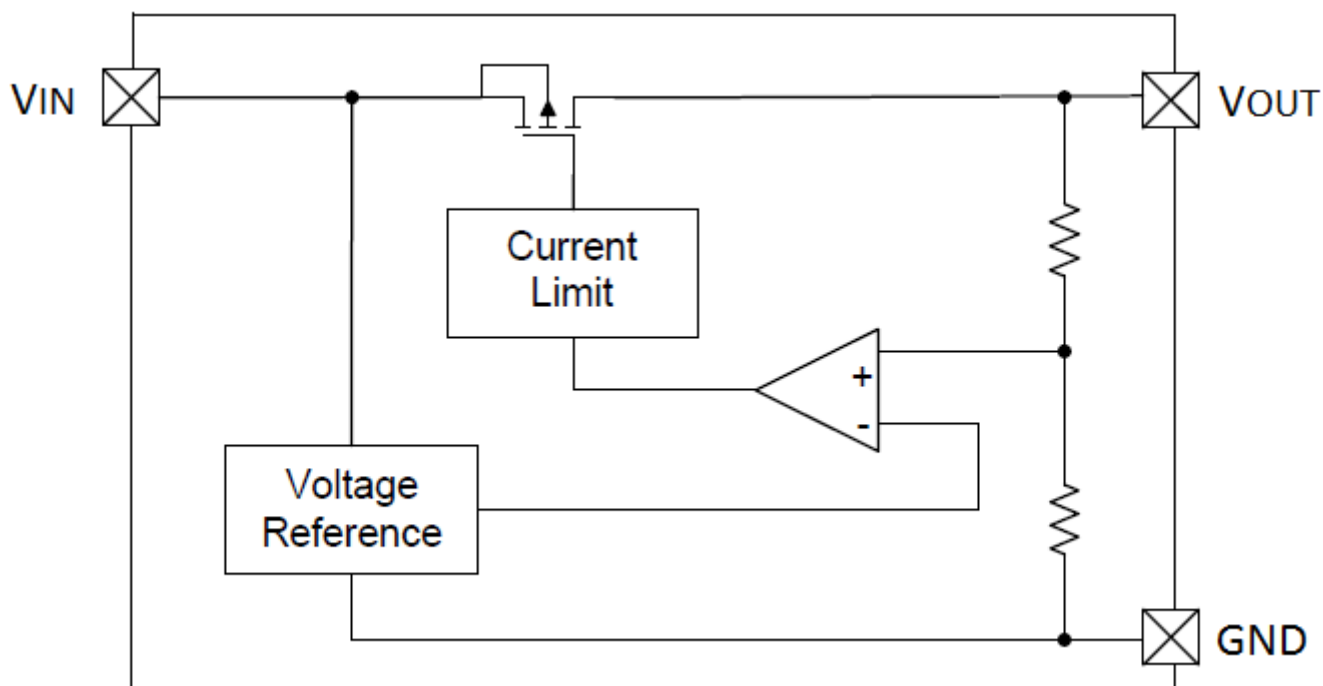 VIN
VOUT
Current
Limit
+
-
Voltage
Reference
GND